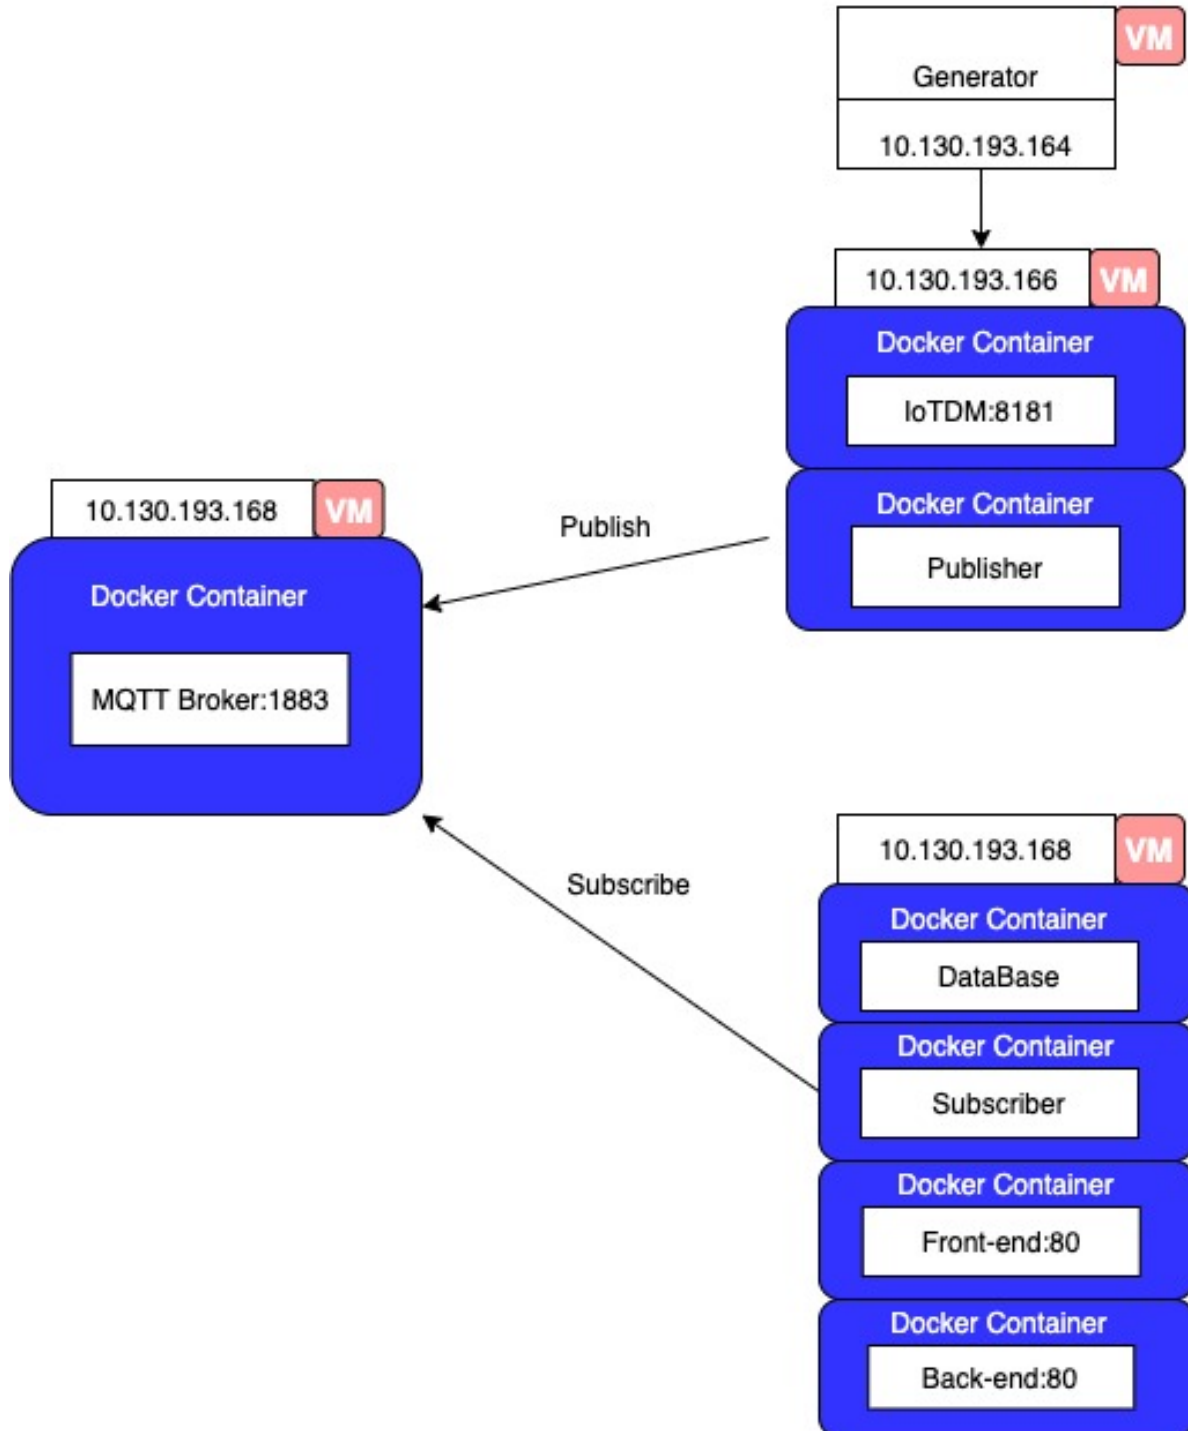 VM
Generator
10.130.193.164
10.130.193.166
VM
Docker Container
IoTDM:8181
Docker Container
Publisher
Publish
10.130.193.168
VM
Docker Container
MQTT Broker:1883
Subscribe
10.130.193.168
VM
Docker Container
DataBase
Docker Container
Subscriber
Docker Container
Front-end:80
Docker Container
Back-end:80